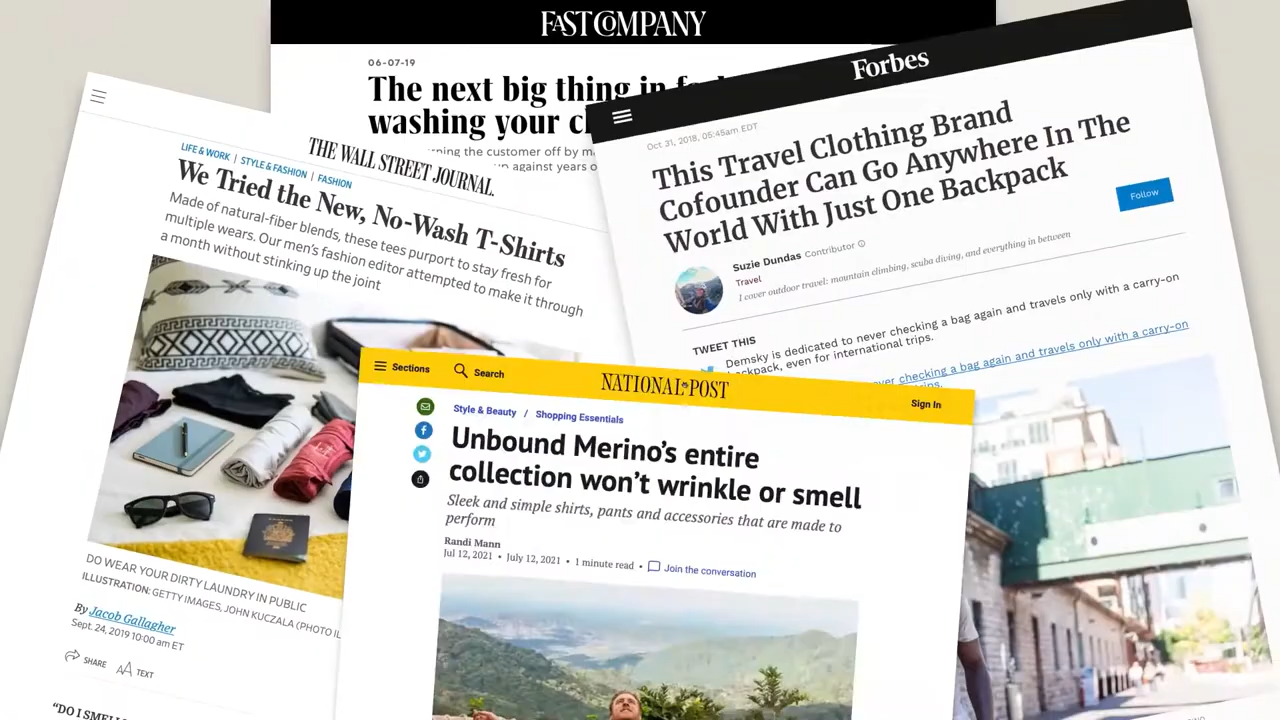 FAST COMPANY
06-07-19
The next big thing in
washing your
the customer off by
up against years
THE WALL STREET JOURNAL.
LIFE & WORK | STYLE & FASHION | FASHION
We Tried the New, No-Wash T-Shirts
Made of natural-fiber blends, these tees purport to stay fresh for
multiple wears. Our men's fashion editor attempted to make it through
a month without stinking up the joint
DO WEAR YOUR DIRTY LAUNDRY IN PUBLIC
ILLUSTRATION: GETTY IMAGES, JOHN KUCZALA (PHOTO
By Jacob Gallagher
Sept. 24, 2019 10:00 am ET
SHARE
TEXT
"DO I
Forbes
Oct 31, 2018, 05:45am EDT
This Travel Clothing Brand
Cofounder Can Go Anywhere In The
World With Just One Backpack
Follow
Suzie Dundas Contributor
Travel
I cover outdoor travel: mountain climbing, scuba diving, and everything in between
TWEET THIS
Demsky is dedicated to never checking a bag again and travels only with a carry-on
backpack, even for international trips.
checking a bag again and travels only with a carry-on
Sections
Search
NATIONAL POST
Sign In
Style & Beauty / Shopping Essentials
Unbound Merino's entire
collection won't wrinkle or smell
Sleek and simple shirts, pants and accessories that are made to
perform
Randi Mann
Jul 12, 2021 • July 12, 2021 • 1 minute read •
Join the conversation